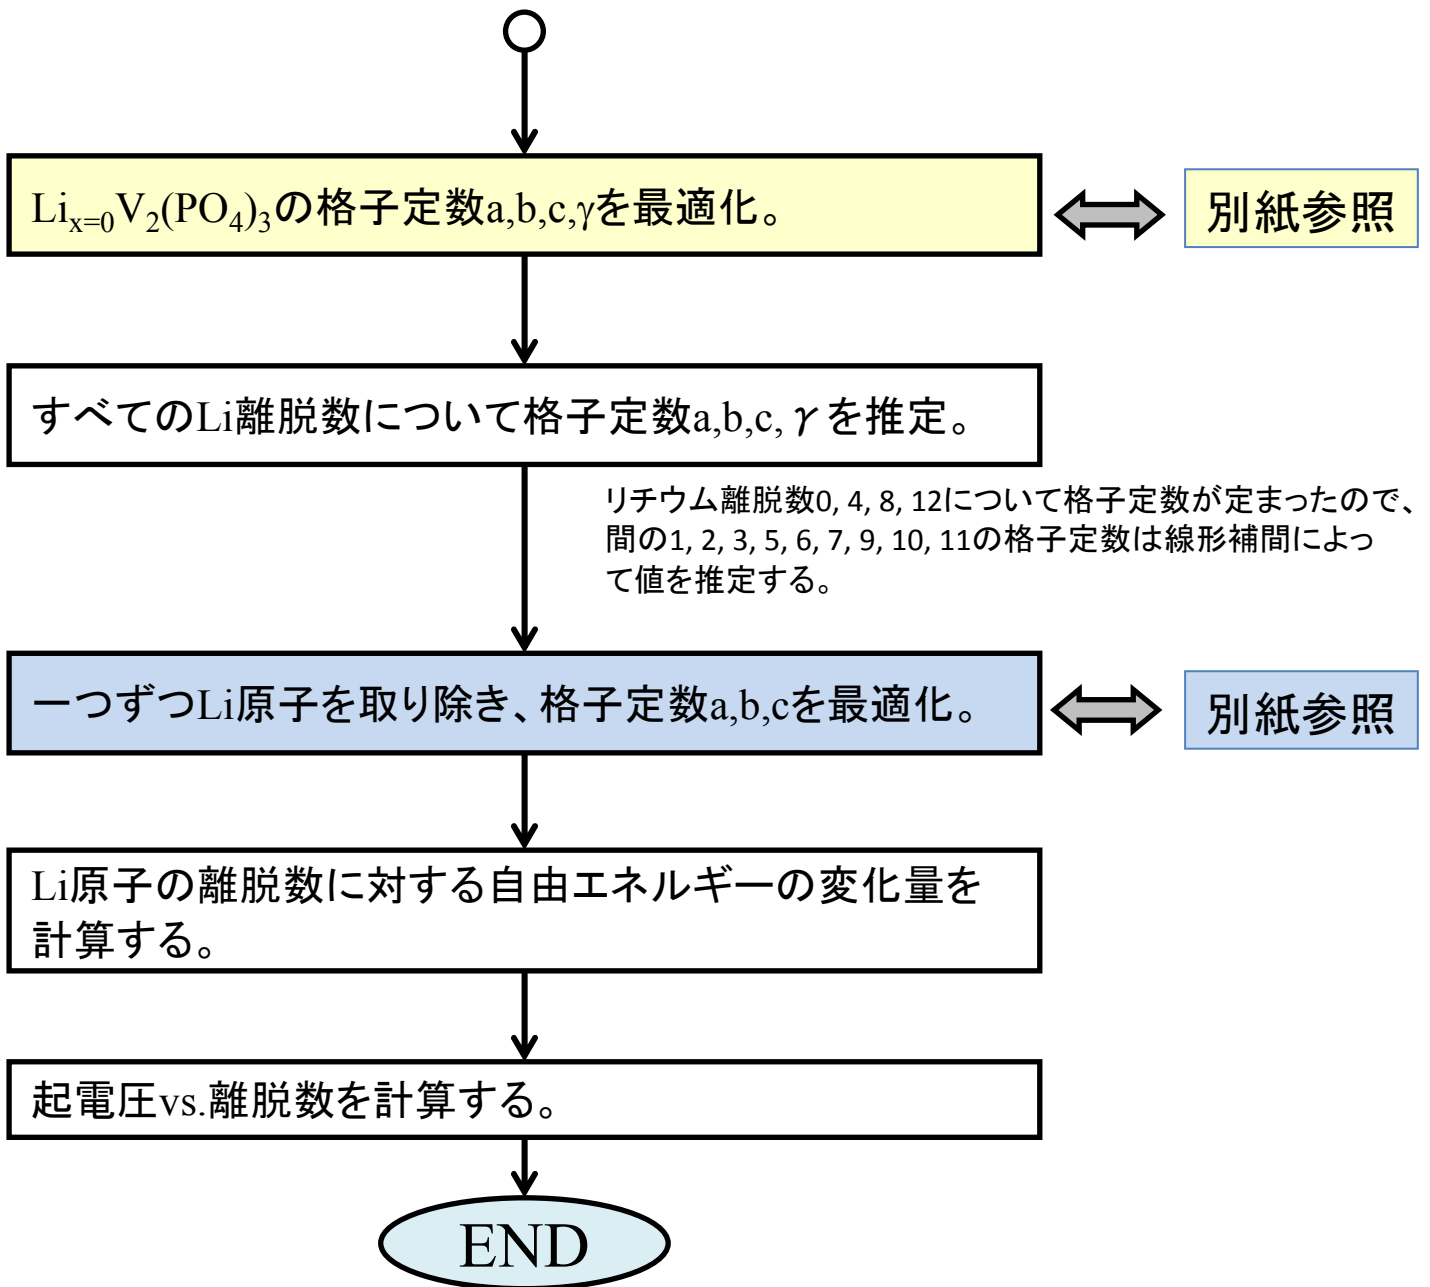 Liₓ₌₀V₂(PO₄)₃の格子定数a,b,c,γを最適化。
別紙参照
すべてのLi離脱数について格子定数a,b,c,γを推定。
リチウム離脱数0, 4, 8, 12について格子定数が定まったので、
間の1, 2, 3, 5, 6, 7, 9, 10, 11の格子定数は線形補間によっ
て値を推定する。
一つずつLi原子を取り除き、格子定数a,b,cを最適化。
別紙参照
Li原子の離脱数に対する自由エネルギーの変化量を
計算する。
起電圧vs.離脱数を計算する。
END